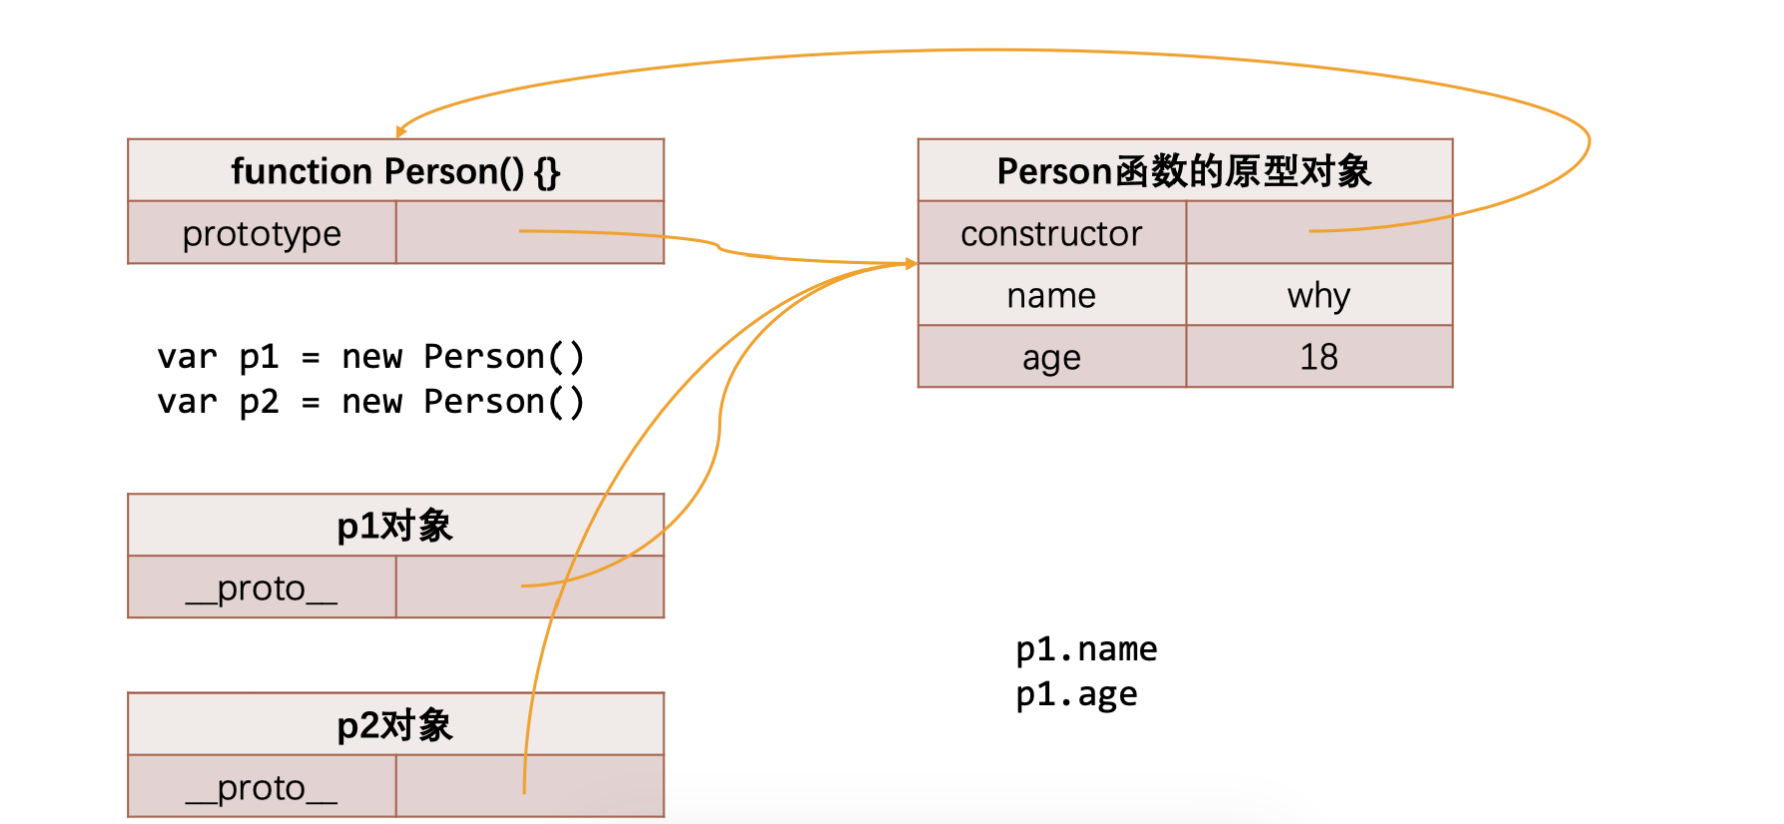 function Person() {}
prototype
Person函数的原型对象
constructor
name why
age 18
var p1 = new Person()
var p2 = new Person()
p1对象
__proto__
p2对象
__proto__
p1.name
p1.age